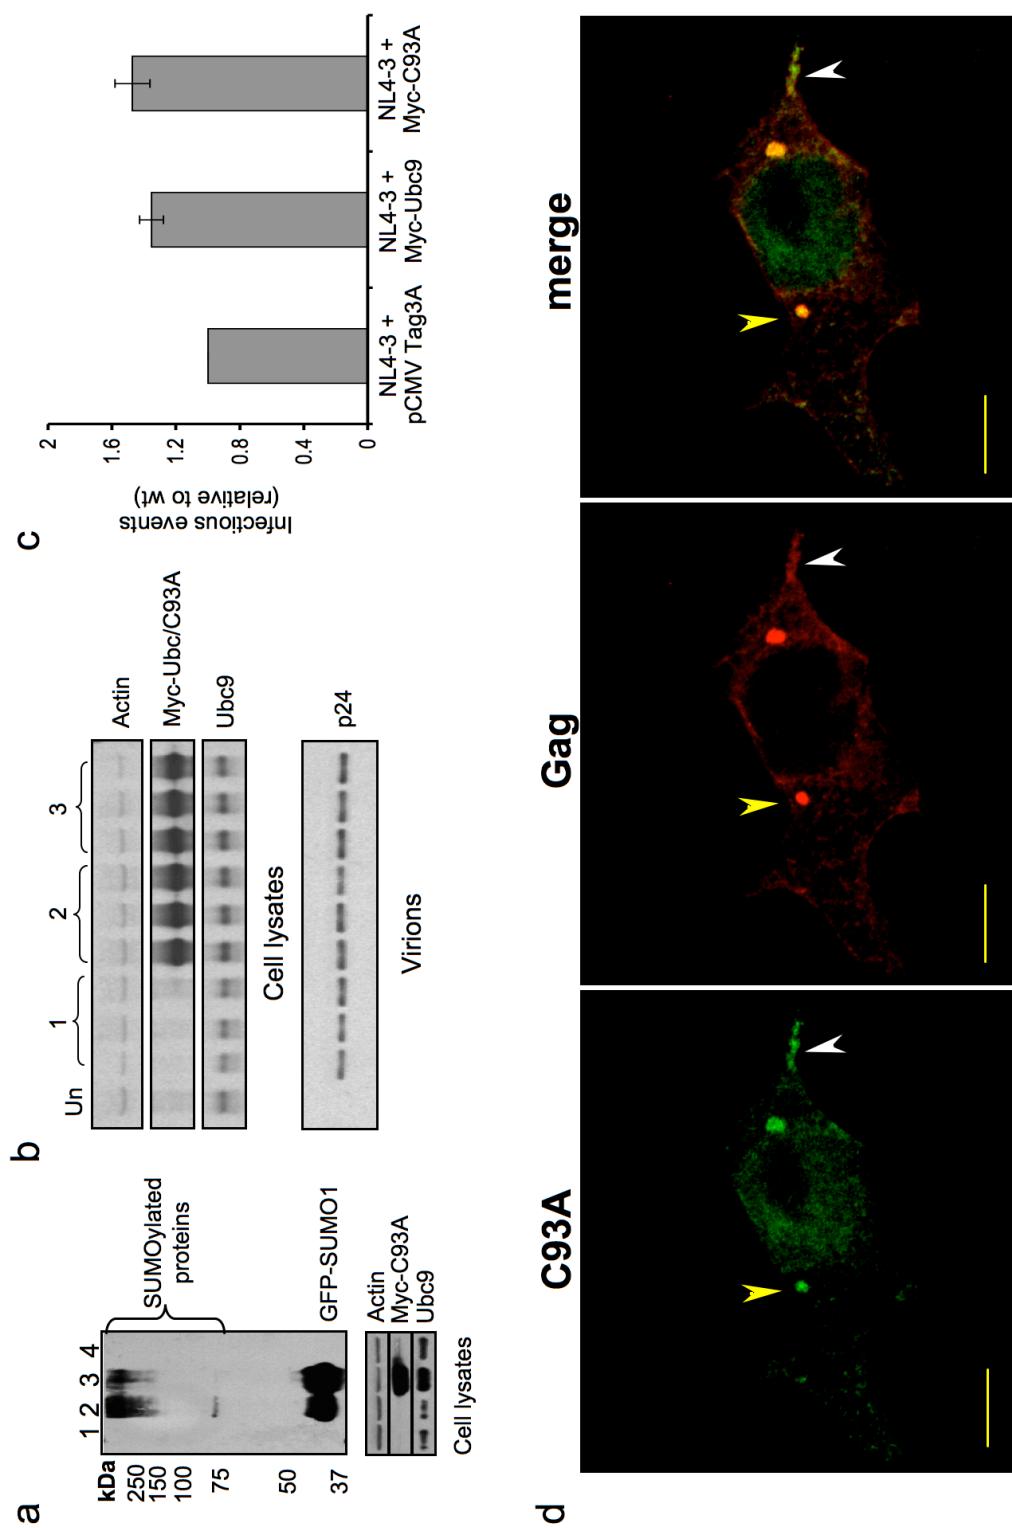 a
kDa
250
150
100
75
50
37
1 2 3 4
SUMOylated
proteins
GFP-SUMO1
Actin
Myc-C93A
Ubc9
Cell lysates
b
Un 1 2 3
Actin
Myc-Ubc/C93A
Ubc9
Cell lysates
p24
Virions
c
Infectious events
(relative to wt)
2
1.6
1.2
0.8
0.4
0
NL4-3 +
pCMV Tag3A
NL4-3 +
Myc-Ubc9
NL4-3 +
Myc-C93A
d
C93A
Gag
merge